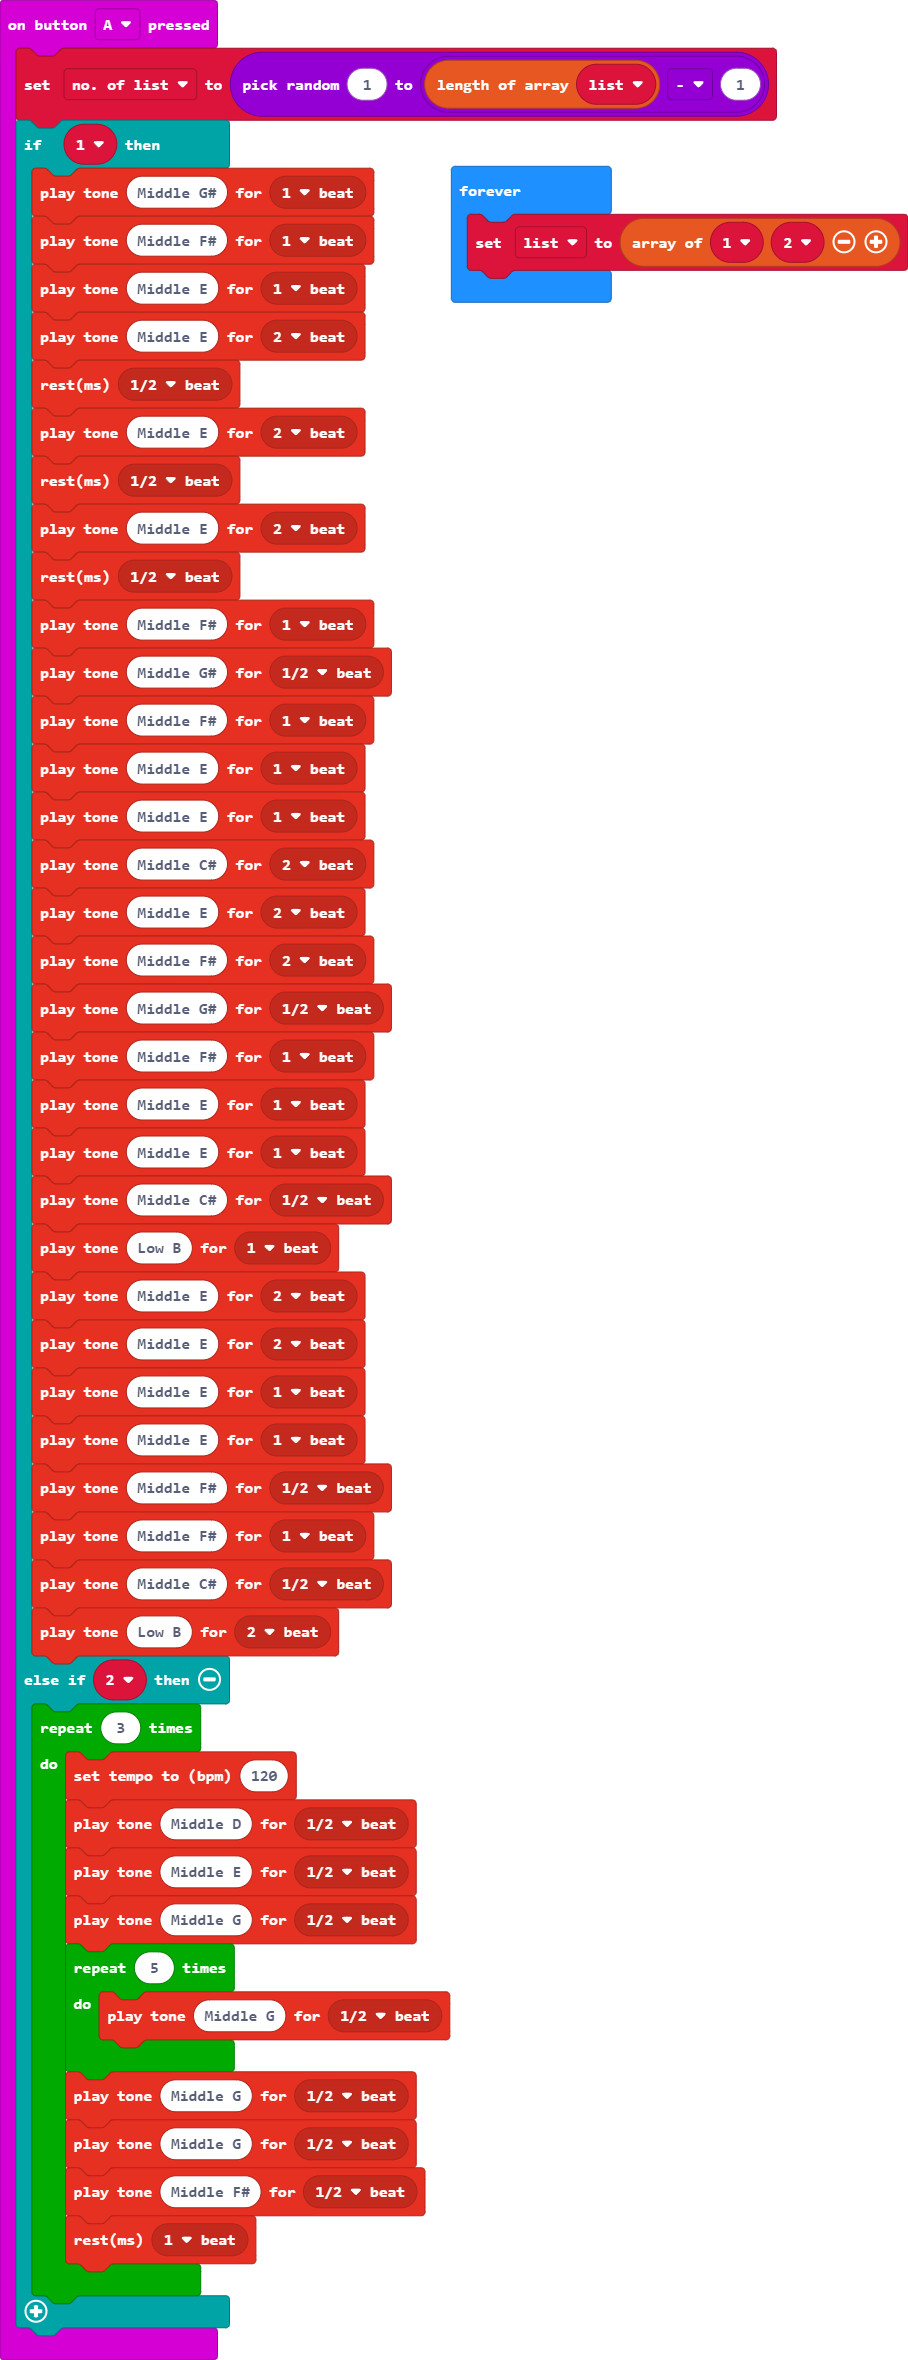 on button A pressed
set no. of list to pick random 1 to length of array list - 1
if 1 then
play tone Middle G# for 1 beat
play tone Middle F# for 1 beat
play tone Middle E for 1 beat
play tone Middle E for 2 beat
rest(ms) 1/2 beat
play tone Middle E for 2 beat
rest(ms) 1/2 beat
play tone Middle E for 2 beat
rest(ms) 1/2 beat
play tone Middle F# for 1 beat
play tone Middle G# for 1/2 beat
play tone Middle F# for 1 beat
play tone Middle E for 1 beat
play tone Middle E for 1 beat
play tone Middle C# for 2 beat
play tone Middle E for 2 beat
play tone Middle F# for 2 beat
play tone Middle G# for 1/2 beat
play tone Middle F# for 1 beat
play tone Middle E for 1 beat
play tone Middle E for 1 beat
play tone Middle C# for 1/2 beat
play tone Low B for 1 beat
play tone Middle E for 2 beat
play tone Middle E for 2 beat
play tone Middle E for 1 beat
play tone Middle E for 1 beat
play tone Middle F# for 1/2 beat
play tone Middle F# for 1 beat
play tone Middle C# for 1/2 beat
play tone Low B for 2 beat
else if 2 then
repeat 3 times
do
set tempo to (bpm) 120
play tone Middle D for 1/2 beat
play tone Middle E for 1/2 beat
play tone Middle G for 1/2 beat
repeat 5 times
do play tone Middle G for 1/2 beat
play tone Middle G for 1/2 beat
play tone Middle G for 1/2 beat
play tone Middle F# for 1/2 beat
rest(ms) 1 beat
forever
set list to array of 1 2